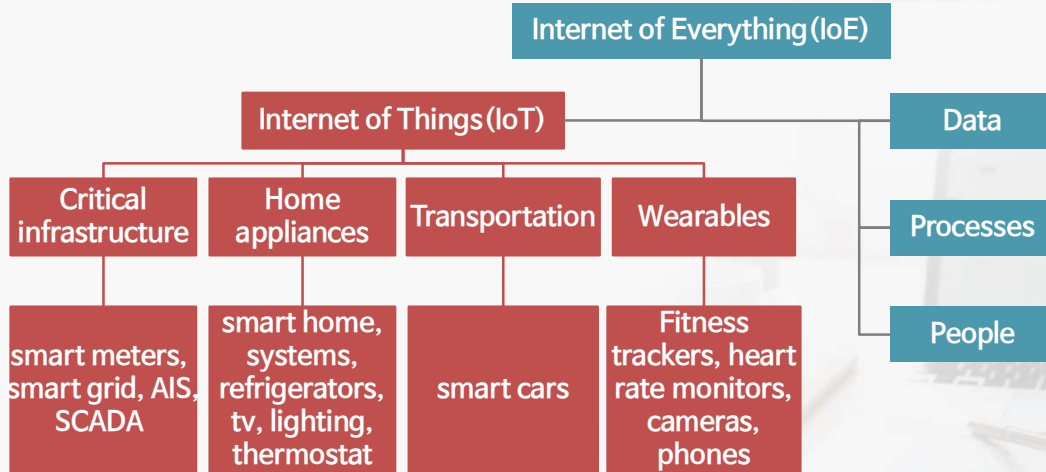 Internet of Everything(IoE)
Internet of Things(IoT)
Data
Critical
infrastructure
Home
appliances
Transportation
Wearables
Processes
smart meters,
smart grid, AIS,
SCADA
smart home,
systems,
refrigerators,
tv, lighting,
thermostat
smart cars
Fitness
trackers, heart
rate monitors,
cameras,
phones
People